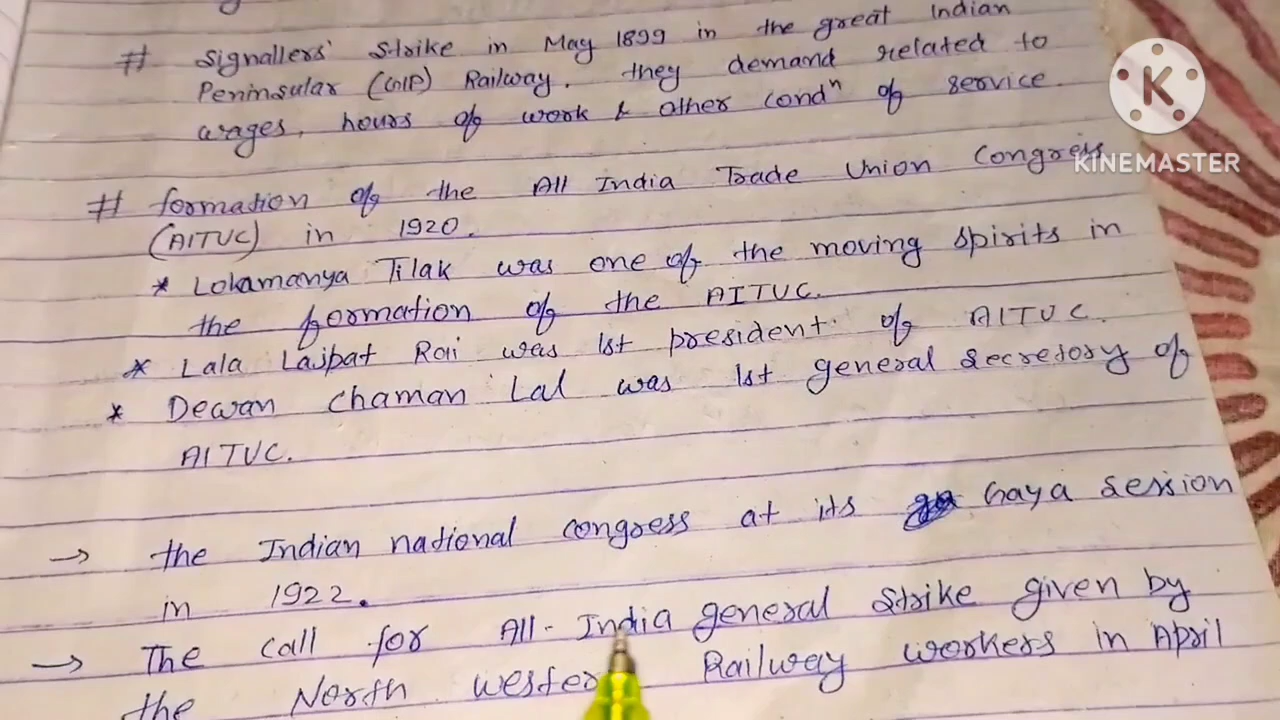 # Signallers' Strike in May 1899 in the great Indian
Peninsular (GIP) Railway. they demand related to
wages, hours of work & other condⁿ of service.
# formation of the All India Trade Union Congress
(AITUC) in 1920.
* Lokamanya Tilak was one of the moving spirits in
the formation of the AITUC.
* Lala Lajpat Rai was 1st president of AITUC.
* Dewan Chaman Lal was 1st general secretory of
AITUC.
→ the Indian national congress at its Gaya session
in 1922.
→ The call for All-India general strike given by
the North western Railway workers in April
K
KINEMASTER